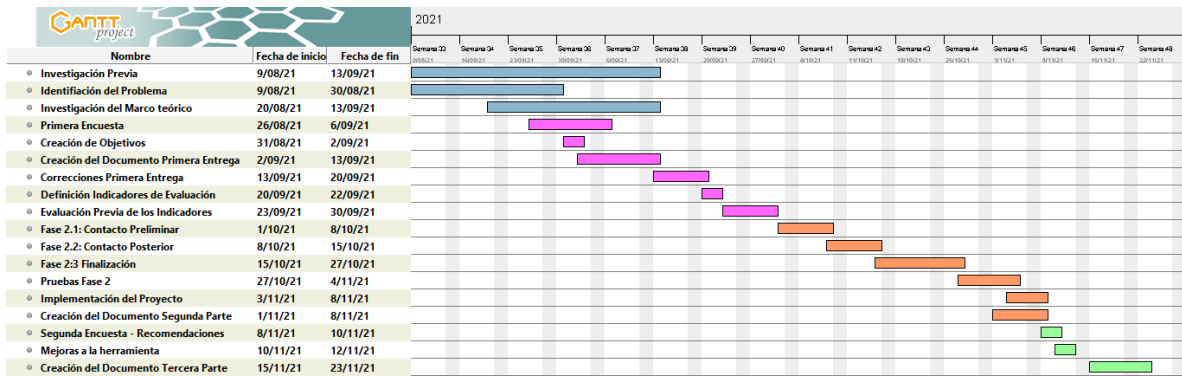 GANTT
project
2021
Semana 33 Semana 34 Semana 35 Semana 36 Semana 37 Semana 38 Semana 39 Semana 40 Semana 41 Semana 42 Semana 43 Semana 44 Semana 45 Semana 46 Semana 47 Semana 48
9/08/21 16/08/21 23/08/21 30/08/21 6/09/21 13/09/21 20/09/21 27/09/21 4/10/21 11/10/21 18/10/21 25/10/21 1/11/21 8/11/21 15/11/21 22/11/21
Nombre Fecha de inicio Fecha de fin
Investigación Previa 9/08/21 13/09/21
Identifiación del Problema 9/08/21 30/08/21
Investigación del Marco teórico 20/08/21 13/09/21
Primera Encuesta 26/08/21 6/09/21
Creación de Objetivos 31/08/21 2/09/21
Creación del Documento Primera Entrega 2/09/21 13/09/21
Correcciones Primera Entrega 13/09/21 20/09/21
Definición Indicadores de Evaluación 20/09/21 22/09/21
Evaluación Previa de los Indicadores 23/09/21 30/09/21
Fase 2.1: Contacto Preliminar 1/10/21 8/10/21
Fase 2.2: Contacto Posterior 8/10/21 15/10/21
Fase 2:3 Finalización 15/10/21 27/10/21
Pruebas Fase 2 27/10/21 4/11/21
Implementación del Proyecto 3/11/21 8/11/21
Creación del Documento Segunda Parte 1/11/21 8/11/21
Segunda Encuesta - Recomendaciones 8/11/21 10/11/21
Mejoras a la herramienta 10/11/21 12/11/21
Creación del Documento Tercera Parte 15/11/21 23/11/21